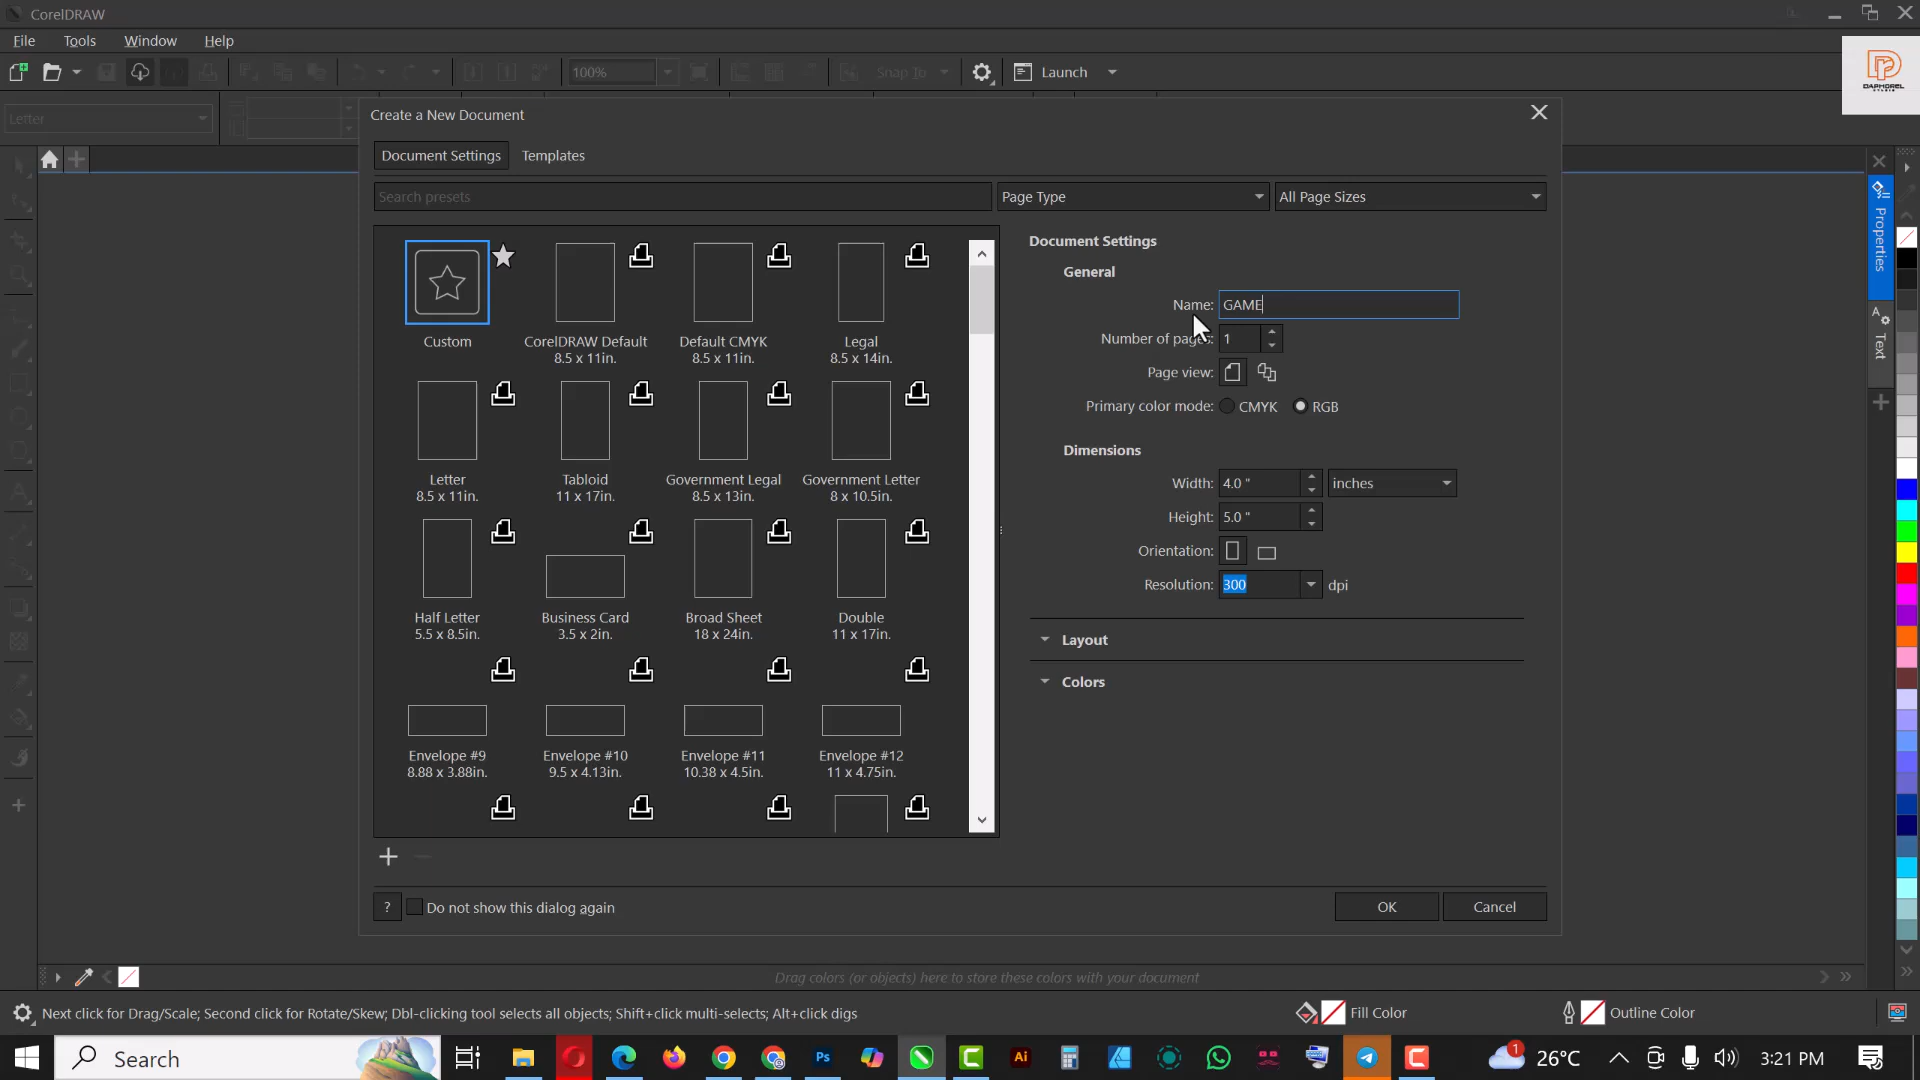 CorelDRAW
File Tools Window Help
100% Snap To Launch
DAPHOREL
STUDIO
Letter
Create a New Document
Document Settings Templates
Search presets Page Type All Page Sizes
Custom
CorelDRAW Default
8.5 x 11in.
Default CMYK
8.5 x 11in.
Legal
8.5 x 14in.
Letter
8.5 x 11in.
Tabloid
11 x 17in.
Government Legal
8.5 x 13in.
Government Letter
8 x 10.5in.
Half Letter
5.5 x 8.5in.
Business Card
3.5 x 2in.
Broad Sheet
18 x 24in.
Double
11 x 17in.
Envelope #9
8.88 x 3.88in.
Envelope #10
9.5 x 4.13in.
Envelope #11
10.38 x 4.5in.
Envelope #12
11 x 4.75in.
Document Settings
General
Name: GAME
Number of pages: 1
Page view:
Primary color mode: CMYK RGB
Dimensions
Width: 4.0 " inches
Height: 5.0 "
Orientation:
Resolution: 300 dpi
Layout
Colors
? Do not show this dialog again OK Cancel
Properties
Text
Drag colors (or objects) here to store these colors with your document
Next click for Drag/Scale; Second click for Rotate/Skew; Dbl-clicking tool selects all objects; Shift+click multi-selects; Alt+click digs Fill Color Outline Color
Search Ps Ai 1 26°C 3:21 PM